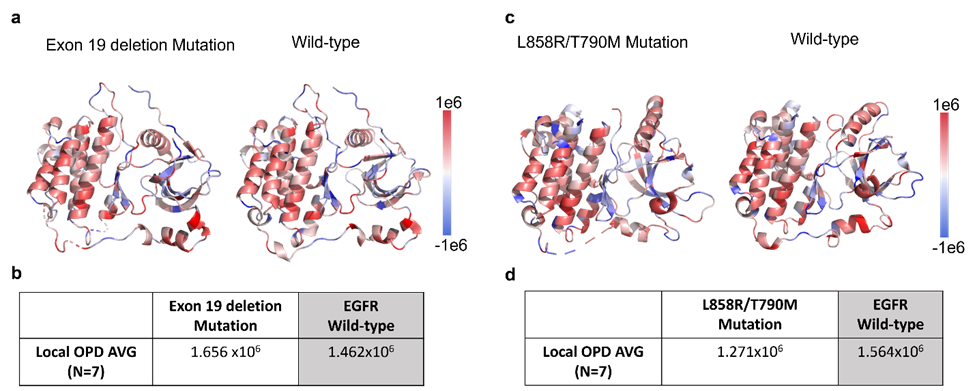 a
Exon 19 deletion Mutation
Wild-type
1e6
-1e6
b
Exon 19 deletion Mutation
EGFR Wild-type
Local OPD AVG (N=7)
1.656 x10⁶
1.462x10⁶
c
L858R/T790M Mutation
Wild-type
1e6
-1e6
d
L858R/T790M Mutation
EGFR Wild-type
Local OPD AVG (N=7)
1.271x10⁶
1.564x10⁶